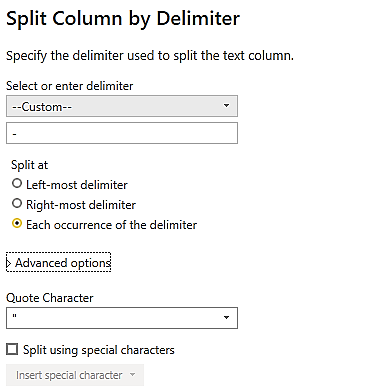 Split Column by Delimiter
Specify the delimiter used to split the text column.
Select or enter delimiter
--Custom--
-
Split at
Left-most delimiter
Right-most delimiter
Each occurrence of the delimiter
Advanced options
Quote Character
"
Split using special characters
Insert special character